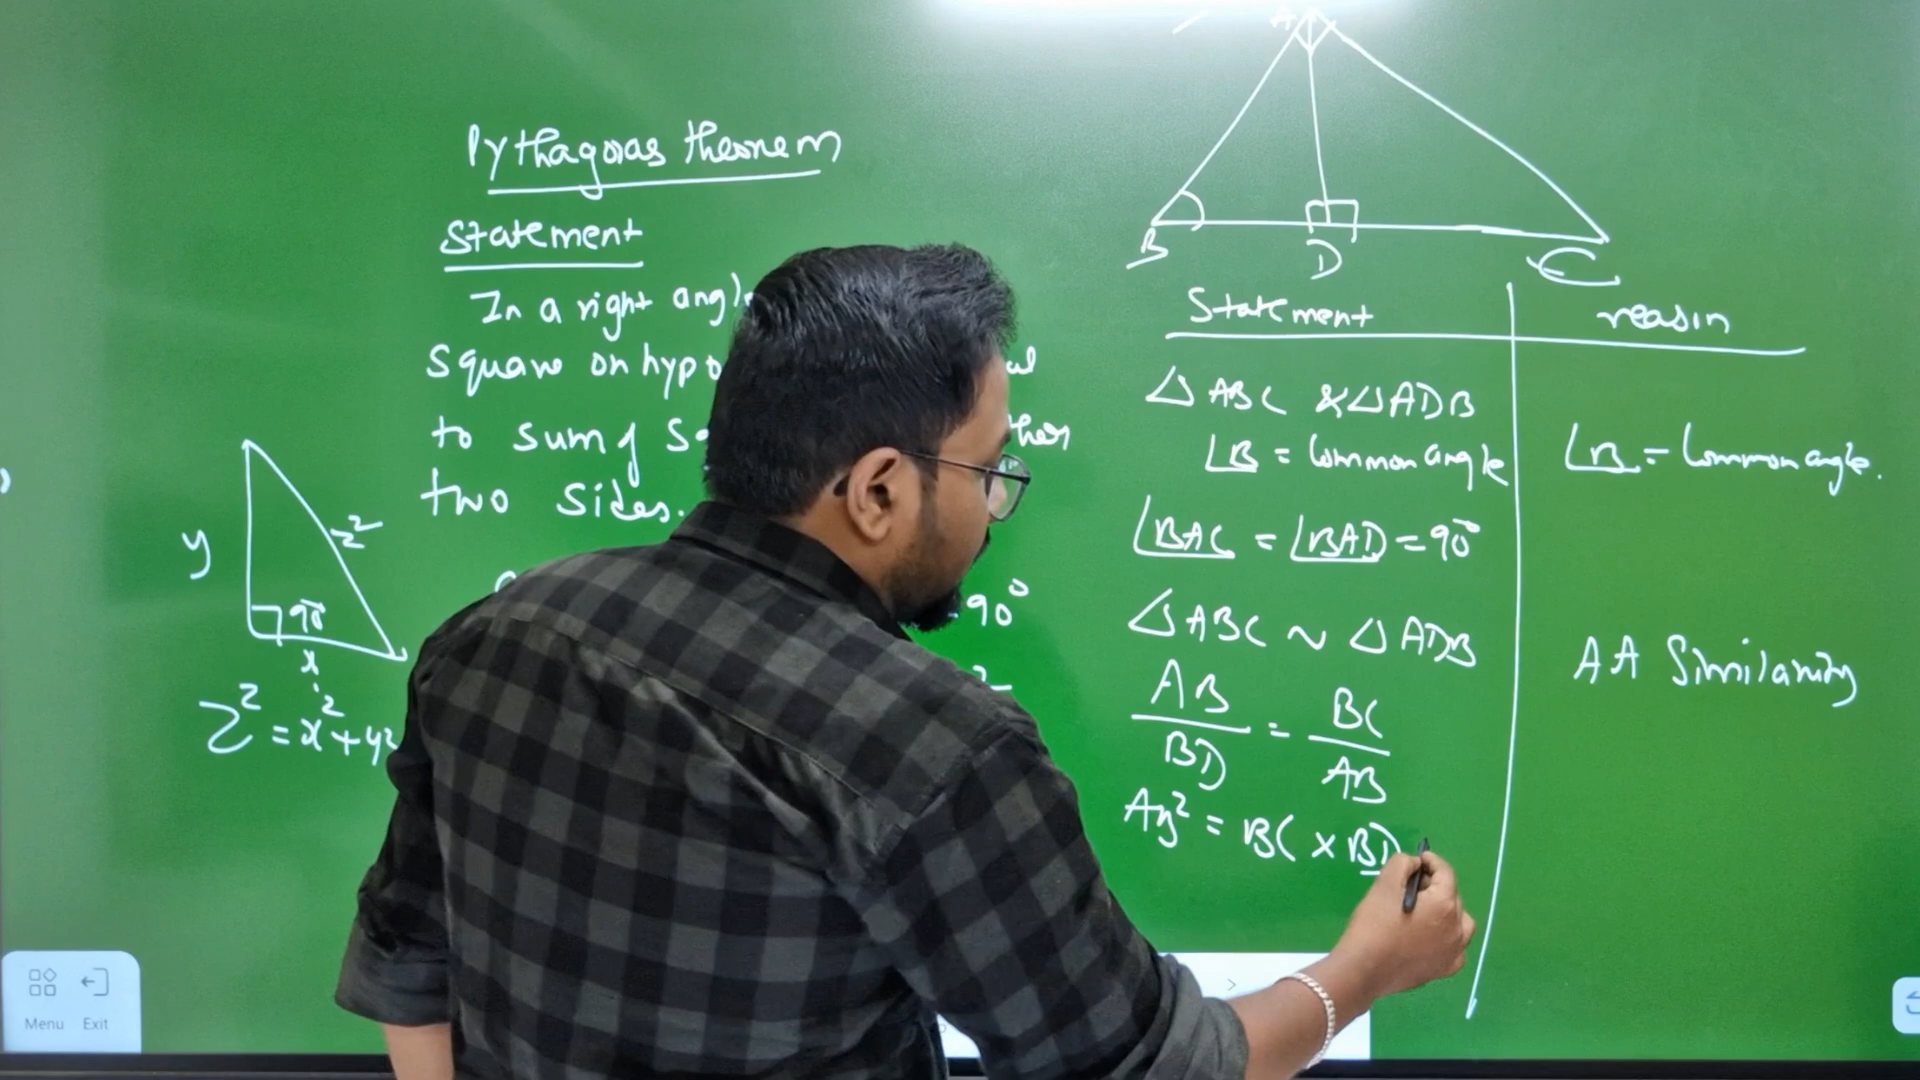 Pythagoras theorem
Statement
In a right angle
square on hyp
to sum of
two sides.
y
z²
90°
x
z² = x² + y²
90°
A
B
D
C
Statement
reason
△ ABC & △ ADB
∠B = Common angle
∠B = Common angle.
∠BAC = ∠BAD = 90°
△ ABC ~ △ ADB
AA Similarity
AB/BD = BC/AB
AB² = BC × BD
Menu
Exit